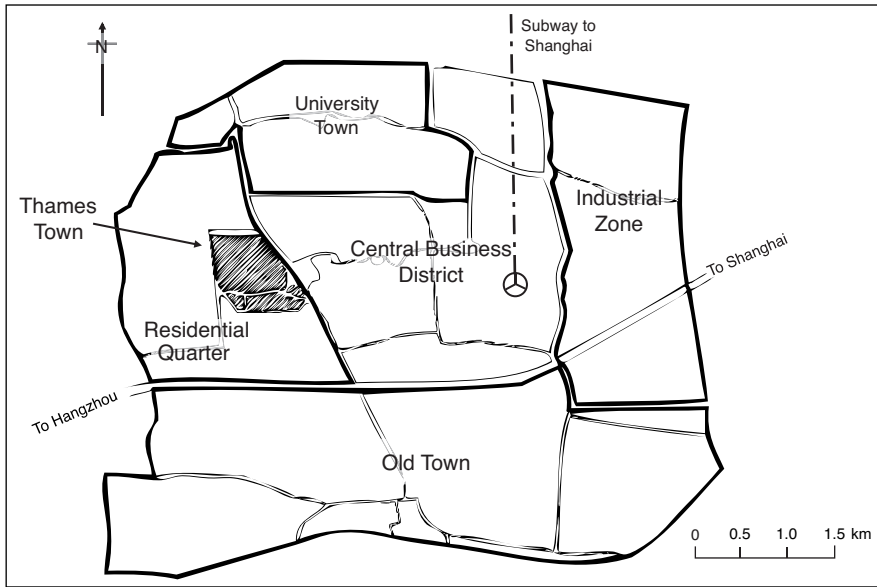 N
Subway to
Shanghai
University
Town
Thames
Town
Industrial
Zone
Central Business
District
To Shanghai
Residential
Quarter
To Hangzhou
Old Town
0 0.5 1.0 1.5 km